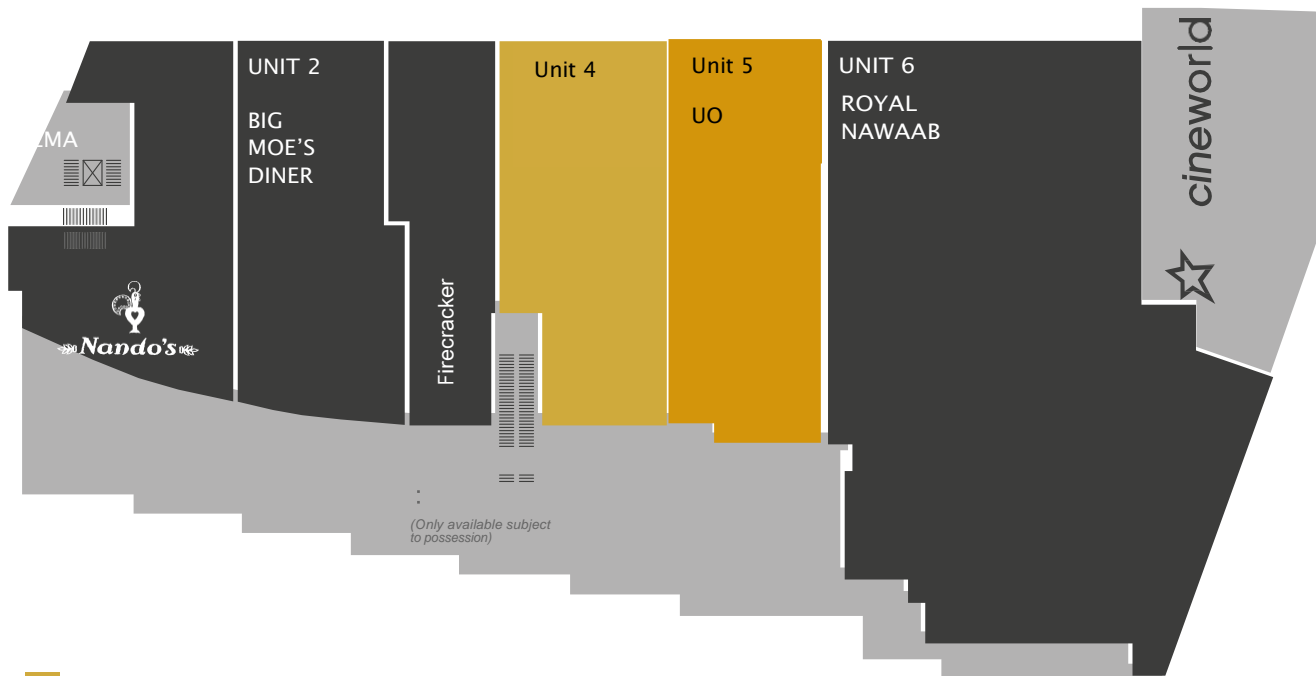 UNIT 2
BIG
MOE’S
DINER
Unit 4
Unit 5
UO
UNIT 6
ROYAL
NAWAAB
cineworld
Nando’s
Firecracker
(Only available subject
to possession)